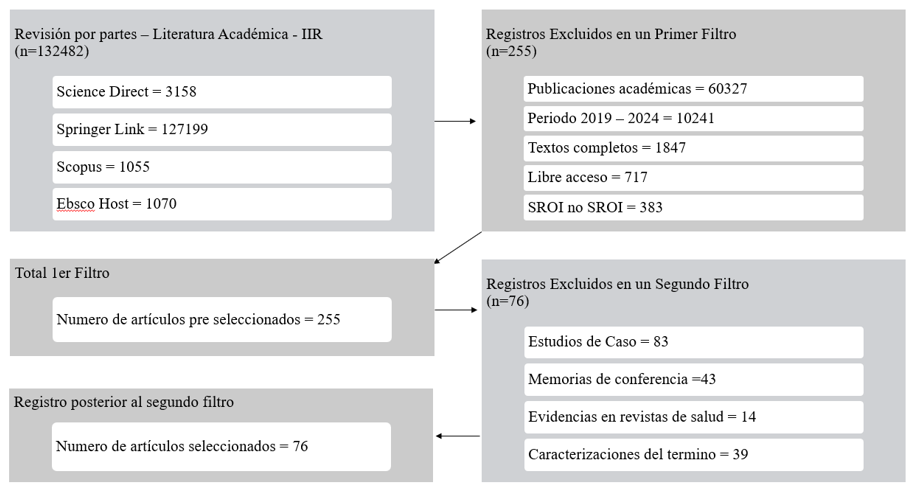 Revisión por partes – Literatura Académica - IIR
(n=132482)
Science Direct = 3158
Springer Link = 127199
Scopus = 1055
Ebsco Host = 1070
Registros Excluidos en un Primer Filtro
(n=255)
Publicaciones académicas = 60327
Periodo 2019 – 2024 = 10241
Textos completos = 1847
Libre acceso = 717
SROI no SROI = 383
Total 1er Filtro
Numero de artículos pre seleccionados = 255
Registros Excluidos en un Segundo Filtro
(n=76)
Estudios de Caso = 83
Memorias de conferencia =43
Evidencias en revistas de salud = 14
Caracterizaciones del termino = 39
Registro posterior al segundo filtro
Numero de artículos seleccionados = 76